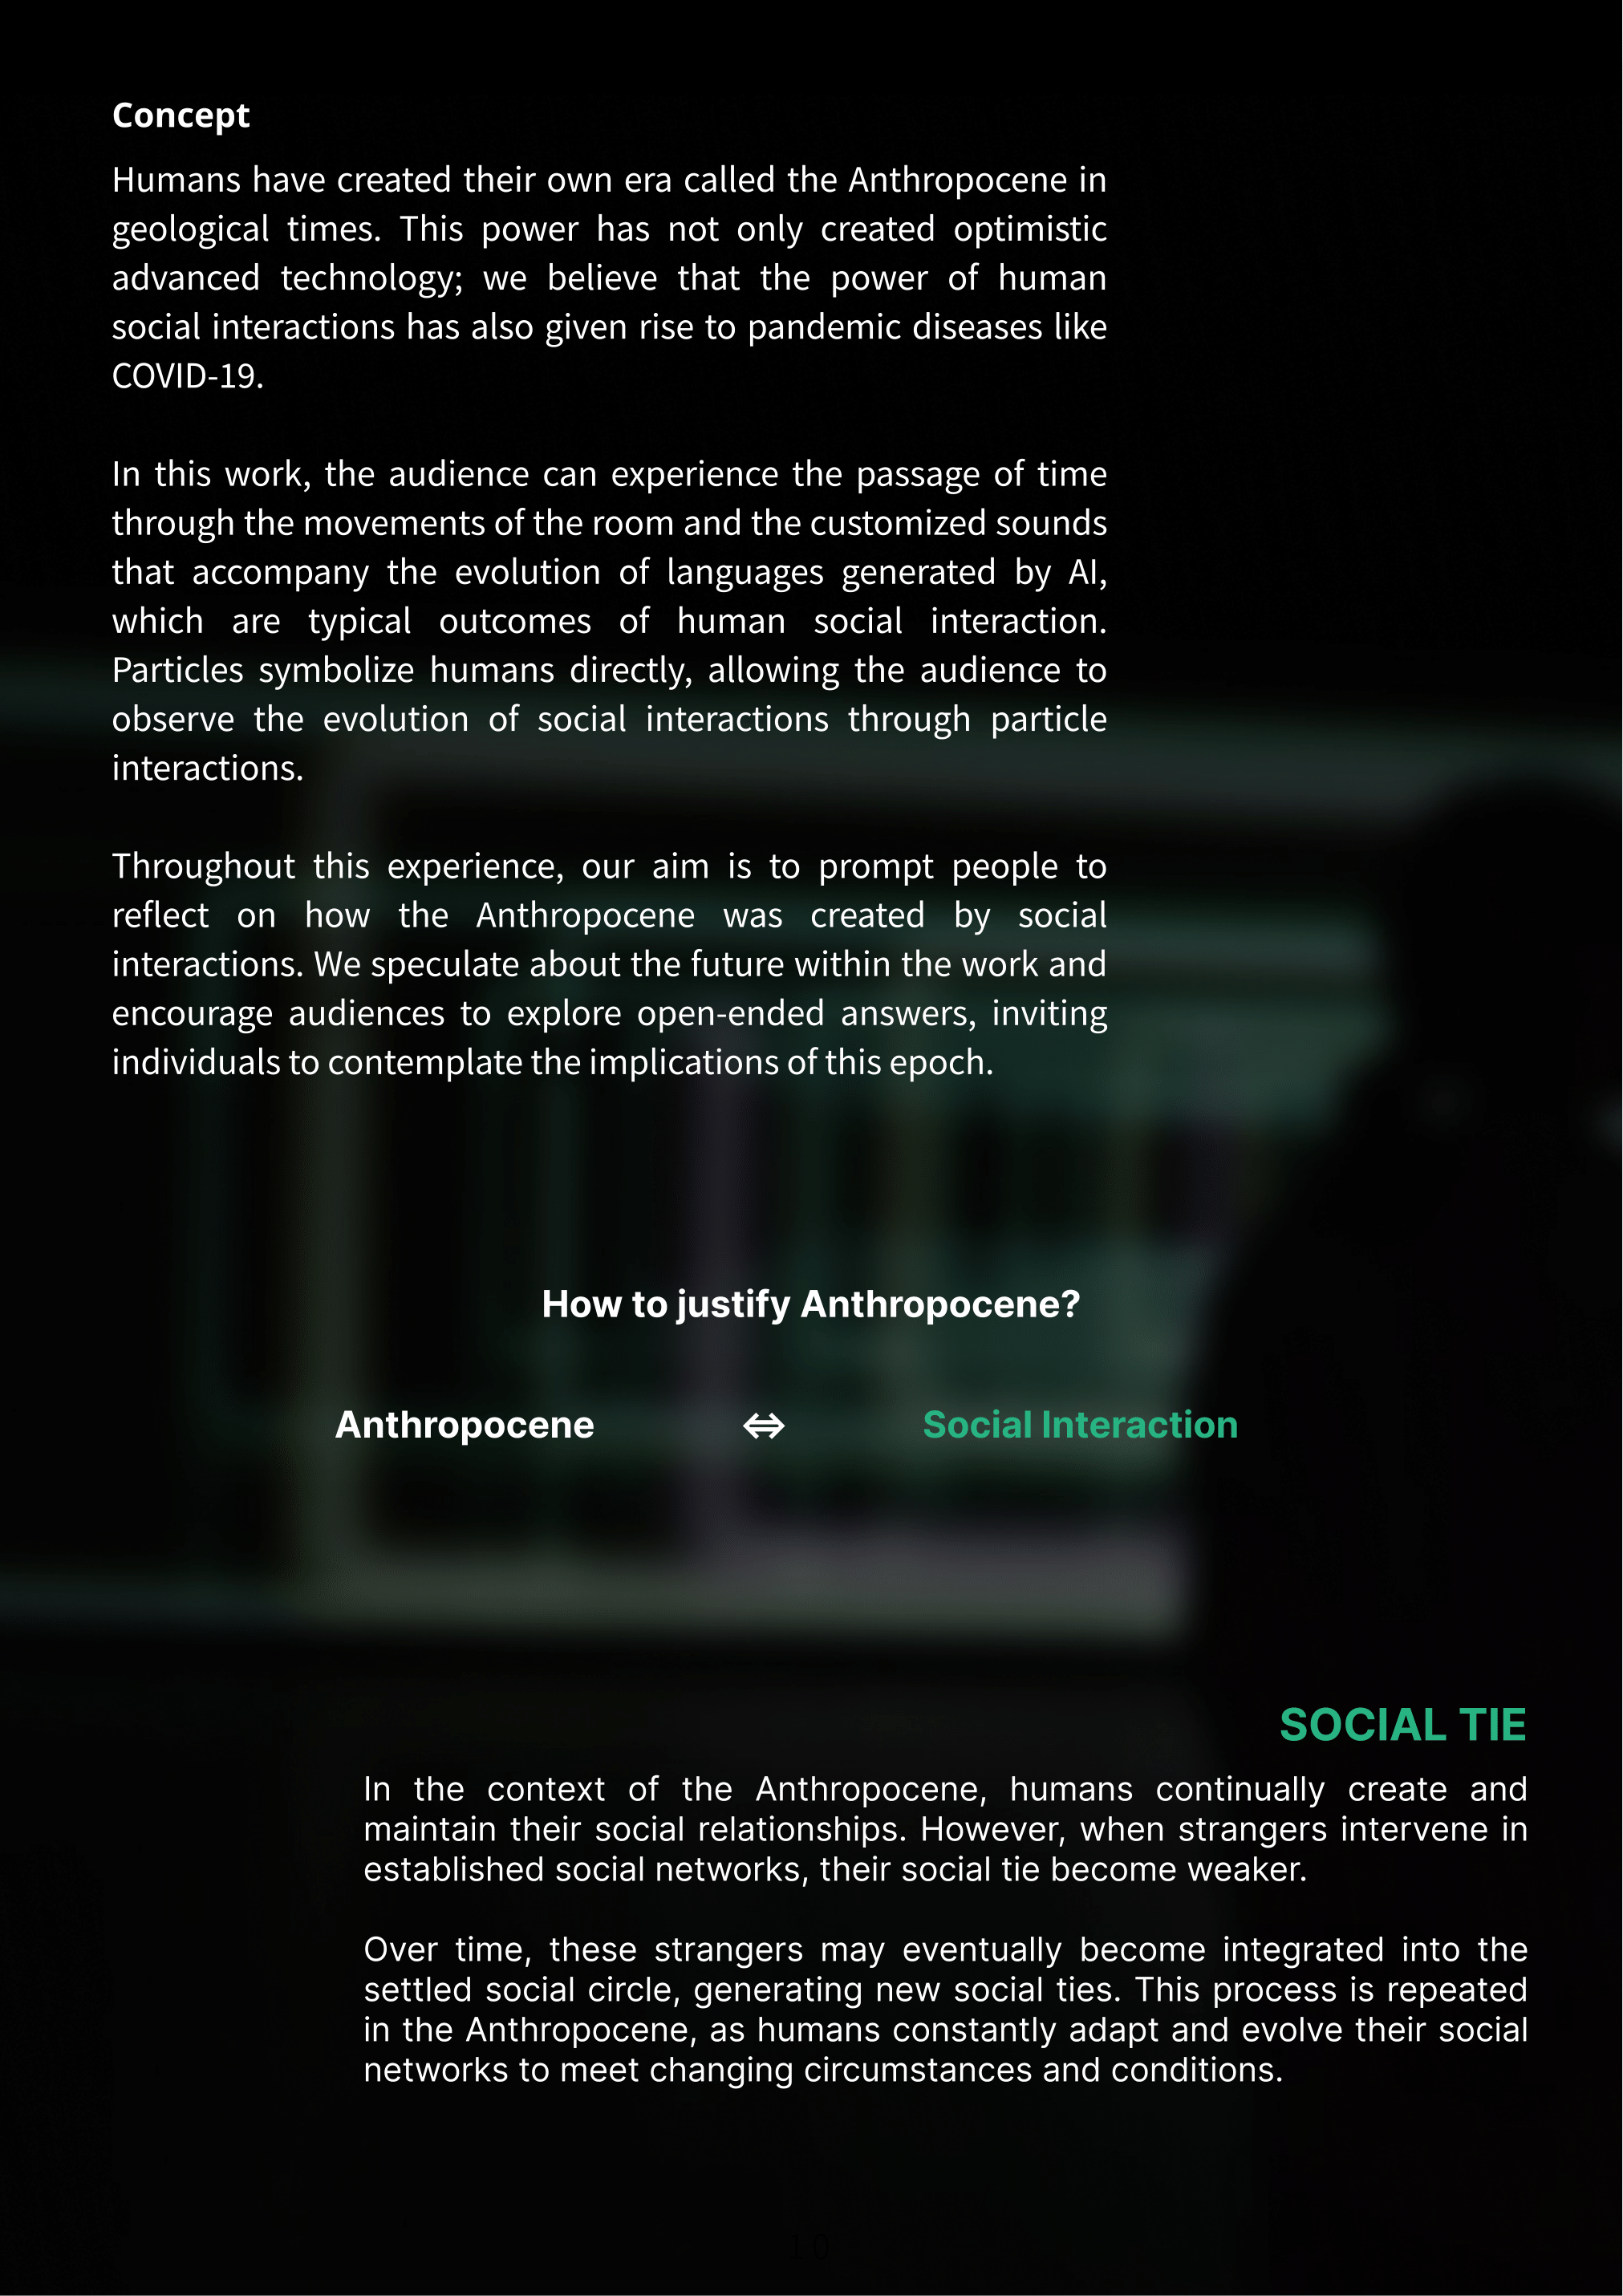 Concept
Humans have created their own era called the Anthropocene in
geological times. This power has not only created optimistic
advanced technology; we believe that the power of human
social interactions has also given rise to pandemic diseases like
COVID-19.
In this work, the audience can experience the passage of time
through the movements of the room and the customized sounds
that accompany the evolution of languages generated by AI,
which are typical outcomes of human social interaction.
Particles symbolize humans directly, allowing the audience to
observe the evolution of social interactions through particle
interactions.
Throughout this experience, our aim is to prompt people to
reflect on how the Anthropocene was created by social
interactions. We speculate about the future within the work and
encourage audiences to explore open-ended answers, inviting
individuals to contemplate the implications of this epoch.
How to justify Anthropocene?
Anthropocene ⇔ Social Interaction
SOCIAL TIE
In the context of the Anthropocene, humans continually create and
maintain their social relationships. However, when strangers intervene in
established social networks, their social tie become weaker.
Over time, these strangers may eventually become integrated into the
settled social circle, generating new social ties. This process is repeated
in the Anthropocene, as humans constantly adapt and evolve their social
networks to meet changing circumstances and conditions.
10